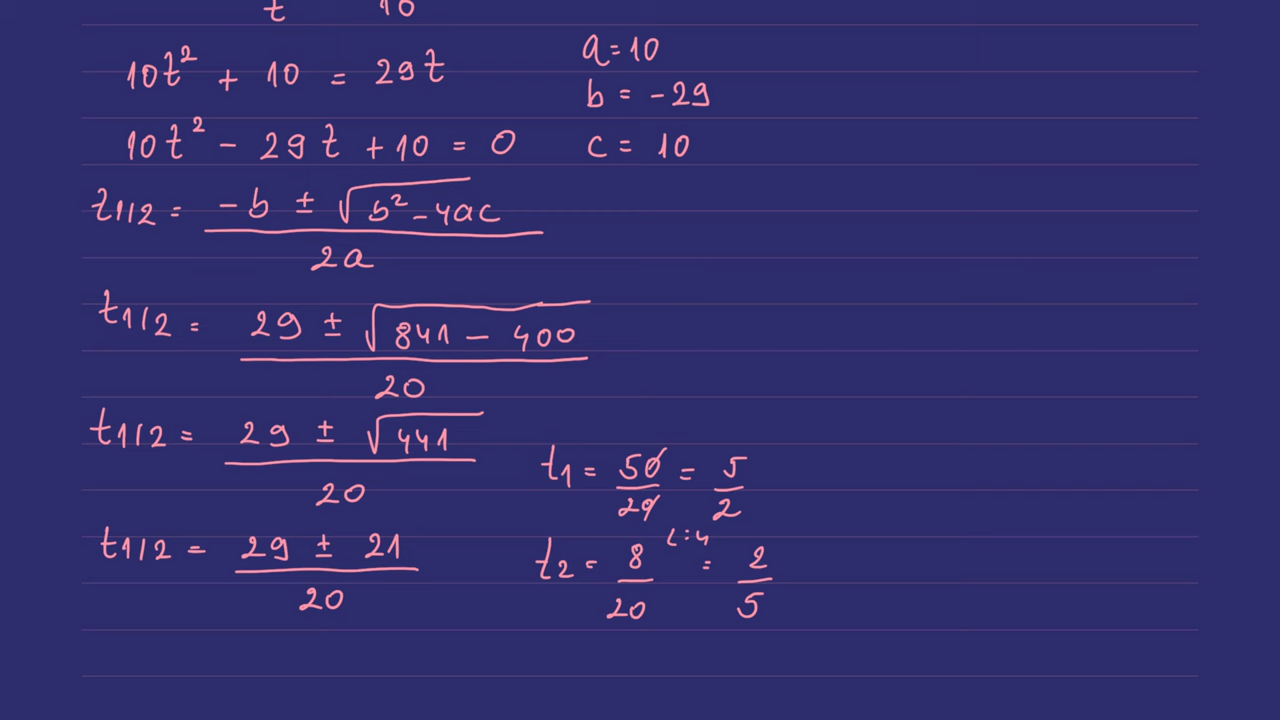 t 10
10t² + 10 = 29t
a = 10
b = -29
10t² - 29t + 10 = 0
c = 10
t1/2 = -b ± √b² - 4ac
2a
t1/2 = 29 ± √841 - 400
20
t1/2 = 29 ± √441
20
t1 = 50/20 = 5/2
t1/2 = 29 ± 21
20
t2 = 8/20 = 2/5